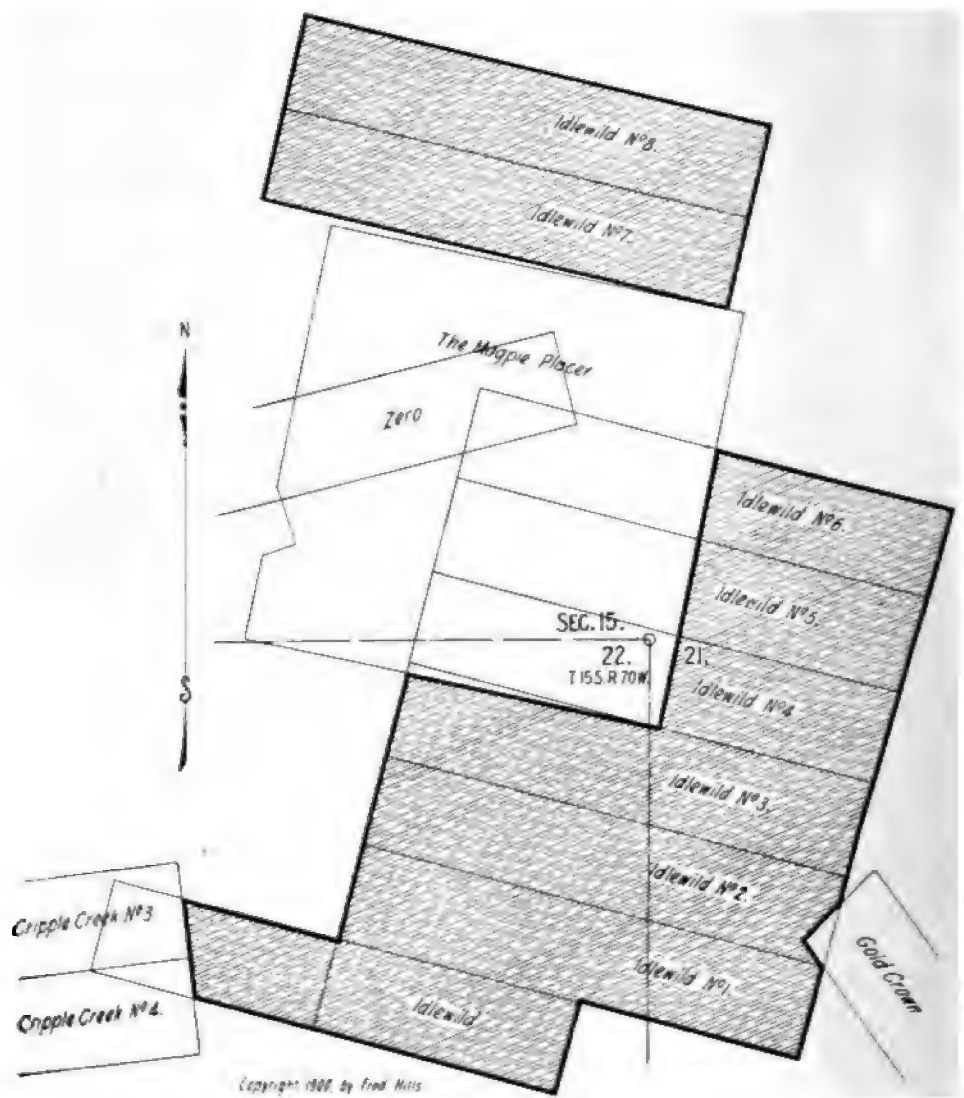 Idlewild Nº8.
Idlewild Nº7.
N
The Magpie Placer
Zero
Idlewild Nº6.
Idlewild Nº5.
SEC. 15.
22. 21.
T 15 S. R 70 W.
Idlewild Nº4
S
Idlewild Nº3.
Idlewild Nº2.
Cripple Creek Nº3.
Gold Crown
Idlewild Nº1.
Idlewild
Cripple Creek Nº4.
Copyright 1900, by Fred Hills